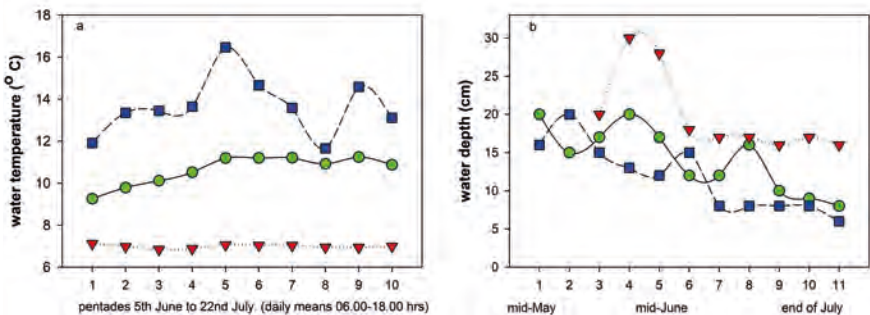 a
18
16
14
12
10
8
6
water temperature (° C)
1 2 3 4 5 6 7 8 9 10
pentades 5th June to 22nd July. (daily means 06.00-18.00 hrs)
b
30
25
20
15
10
5
0
water depth (cm)
1 2 3 4 5 6 7 8 9 10 11
mid-May mid-June end of July